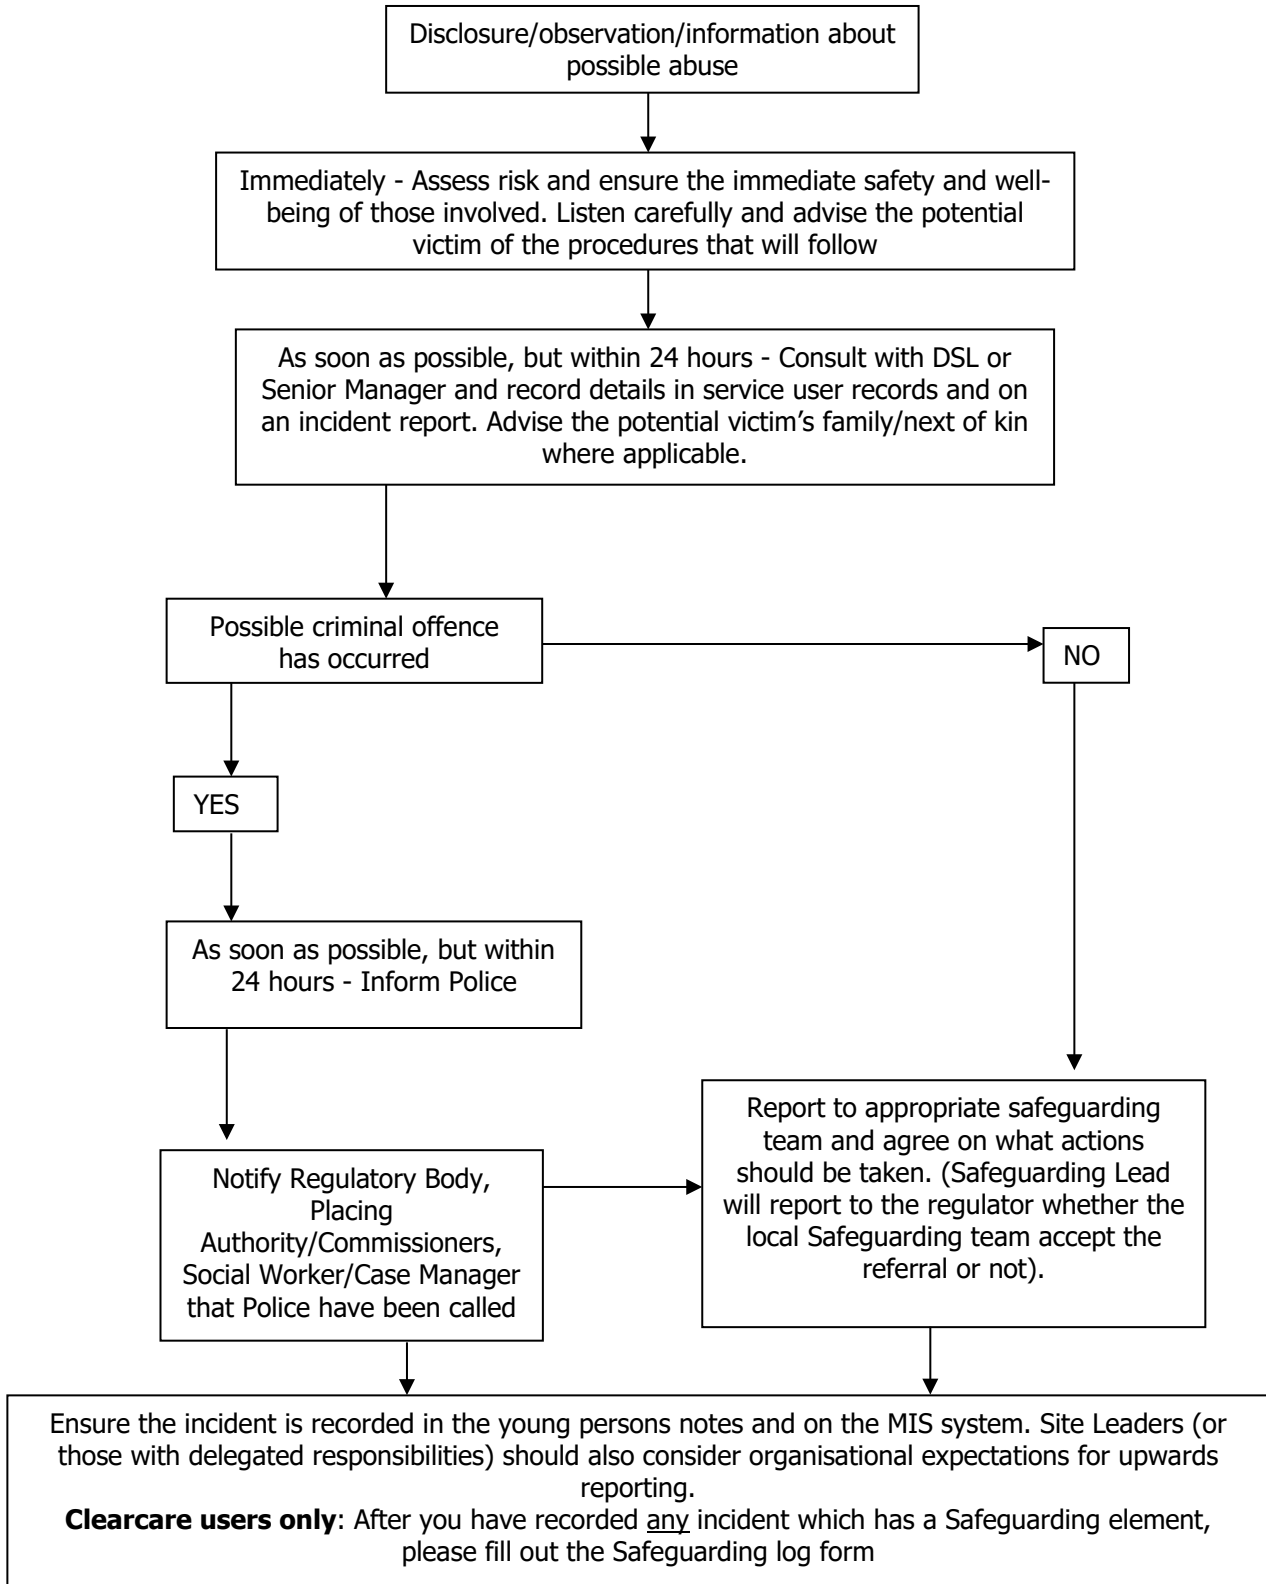 Disclosure/observation/information about
possible abuse
Immediately - Assess risk and ensure the immediate safety and well-
being of those involved. Listen carefully and advise the potential
victim of the procedures that will follow
As soon as possible, but within 24 hours - Consult with DSL or
Senior Manager and record details in service user records and on
an incident report. Advise the potential victim’s family/next of kin
where applicable.
Possible criminal offence
has occurred
NO
YES
As soon as possible, but within
24 hours - Inform Police
Notify Regulatory Body,
Placing
Authority/Commissioners,
Social Worker/Case Manager
that Police have been called
Report to appropriate safeguarding
team and agree on what actions
should be taken. (Safeguarding Lead
will report to the regulator whether the
local Safeguarding team accept the
referral or not).
Ensure the incident is recorded in the young persons notes and on the MIS system. Site Leaders (or
those with delegated responsibilities) should also consider organisational expectations for upwards
reporting.
Clearcare users only: After you have recorded any incident which has a Safeguarding element,
please fill out the Safeguarding log form